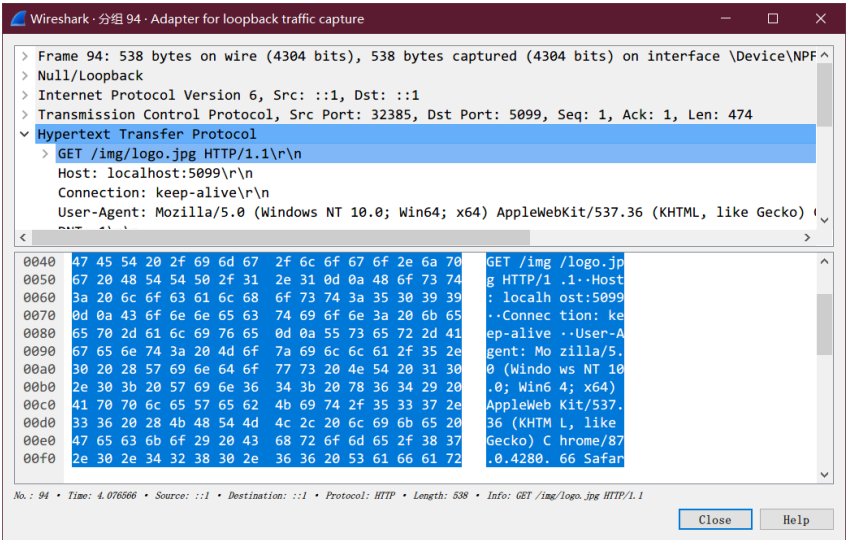 Wireshark · 分组 94 · Adapter for loopback traffic capture
Frame 94: 538 bytes on wire (4304 bits), 538 bytes captured (4304 bits) on interface \Device\NPF
Null/Loopback
Internet Protocol Version 6, Src: ::1, Dst: ::1
Transmission Control Protocol, Src Port: 32385, Dst Port: 5099, Seq: 1, Ack: 1, Len: 474
Hypertext Transfer Protocol
GET /img/logo.jpg HTTP/1.1\r\n
Host: localhost:5099\r\n
Connection: keep-alive\r\n
User-Agent: Mozilla/5.0 (Windows NT 10.0; Win64; x64) AppleWebKit/537.36 (KHTML, like Gecko)
0040 47 45 54 20 2f 69 6d 67 2f 6c 6f 67 6f 2e 6a 70 GET /img /logo.jp
0050 67 20 48 54 54 50 2f 31 2e 31 0d 0a 48 6f 73 74 g HTTP/1 .1··Host
0060 3a 20 6c 6f 63 61 6c 68 6f 73 74 3a 35 30 39 39 : localh ost:5099
0070 0d 0a 43 6f 6e 6e 65 63 74 69 6f 6e 3a 20 6b 65 ··Connec tion: ke
0080 65 70 2d 61 6c 69 76 65 0d 0a 55 73 65 72 2d 41 ep-alive ··User-A
0090 67 65 6e 74 3a 20 4d 6f 7a 69 6c 6c 61 2f 35 2e gent: Mo zilla/5.
00a0 30 20 28 57 69 6e 64 6f 77 73 20 4e 54 20 31 30 0 (Windo ws NT 10
00b0 2e 30 3b 20 57 69 6e 36 34 3b 20 78 36 34 29 20 .0; Win6 4; x64)
00c0 41 70 70 6c 65 57 65 62 4b 69 74 2f 35 33 37 2e AppleWeb Kit/537.
00d0 33 36 20 28 4b 48 54 4d 4c 2c 20 6c 69 6b 65 20 36 (KHTM L, like
00e0 47 65 63 6b 6f 29 20 43 68 72 6f 6d 65 2f 38 37 Gecko) C hrome/87
00f0 2e 30 2e 34 32 38 30 2e 36 36 20 53 61 66 61 72 .0.4280. 66 Safar
No.: 94 · Time: 4.076566 · Source: ::1 · Destination: ::1 · Protocol: HTTP · Length: 538 · Info: GET /img/logo.jpg HTTP/1.1
Close
Help